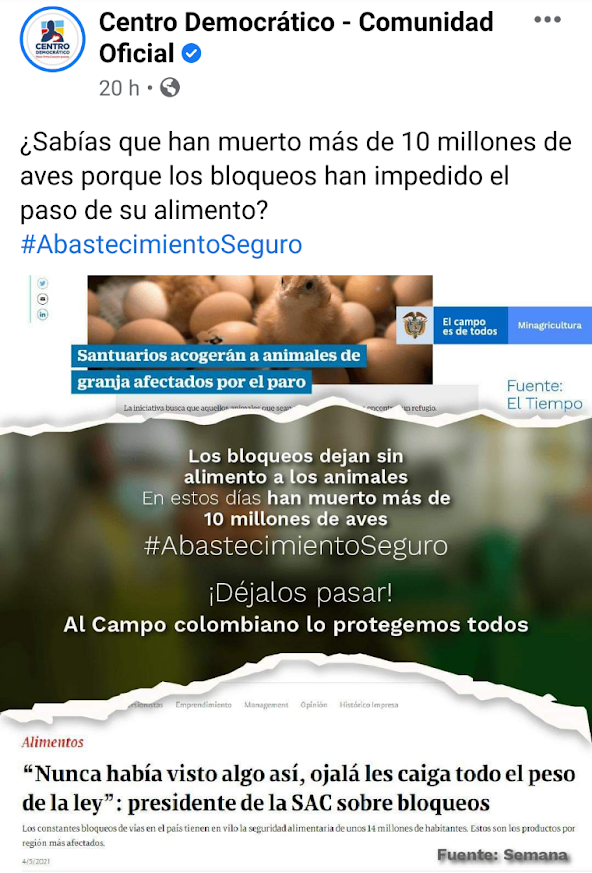 Centro Democrático - Comunidad
Oficial
20 h
CENTRO
DEMOCRÁTICO
¿Sabías que han muerto más de 10 millones de
aves porque los bloqueos han impedido el
paso de su alimento?
#AbastecimientoSeguro
El campo
es de todos
Minagricultura
Santuarios acogerán a animales de
granja afectados por el paro
Fuente:
El Tiempo
La iniciativa busca que aquellos animales que sean encontr un refugio.
Los bloqueos dejan sin
alimento a los animales
En estos días han muerto más de
10 millones de aves
#AbastecimientoSeguro
¡Déjalos pasar!
Al Campo colombiano lo protegemos todos
Emprendimiento Management Opinión Histórico Impresa
Alimentos
“Nunca había visto algo así, ojalá les caiga todo el peso
de la ley”: presidente de la SAC sobre bloqueos
Los constantes bloqueos de vías en el país tienen en vilo la seguridad alimentaria de unos 14 millones de habitantes. Estos son los productos por
región más afectados.
4/5/2021
Fuente: Semana